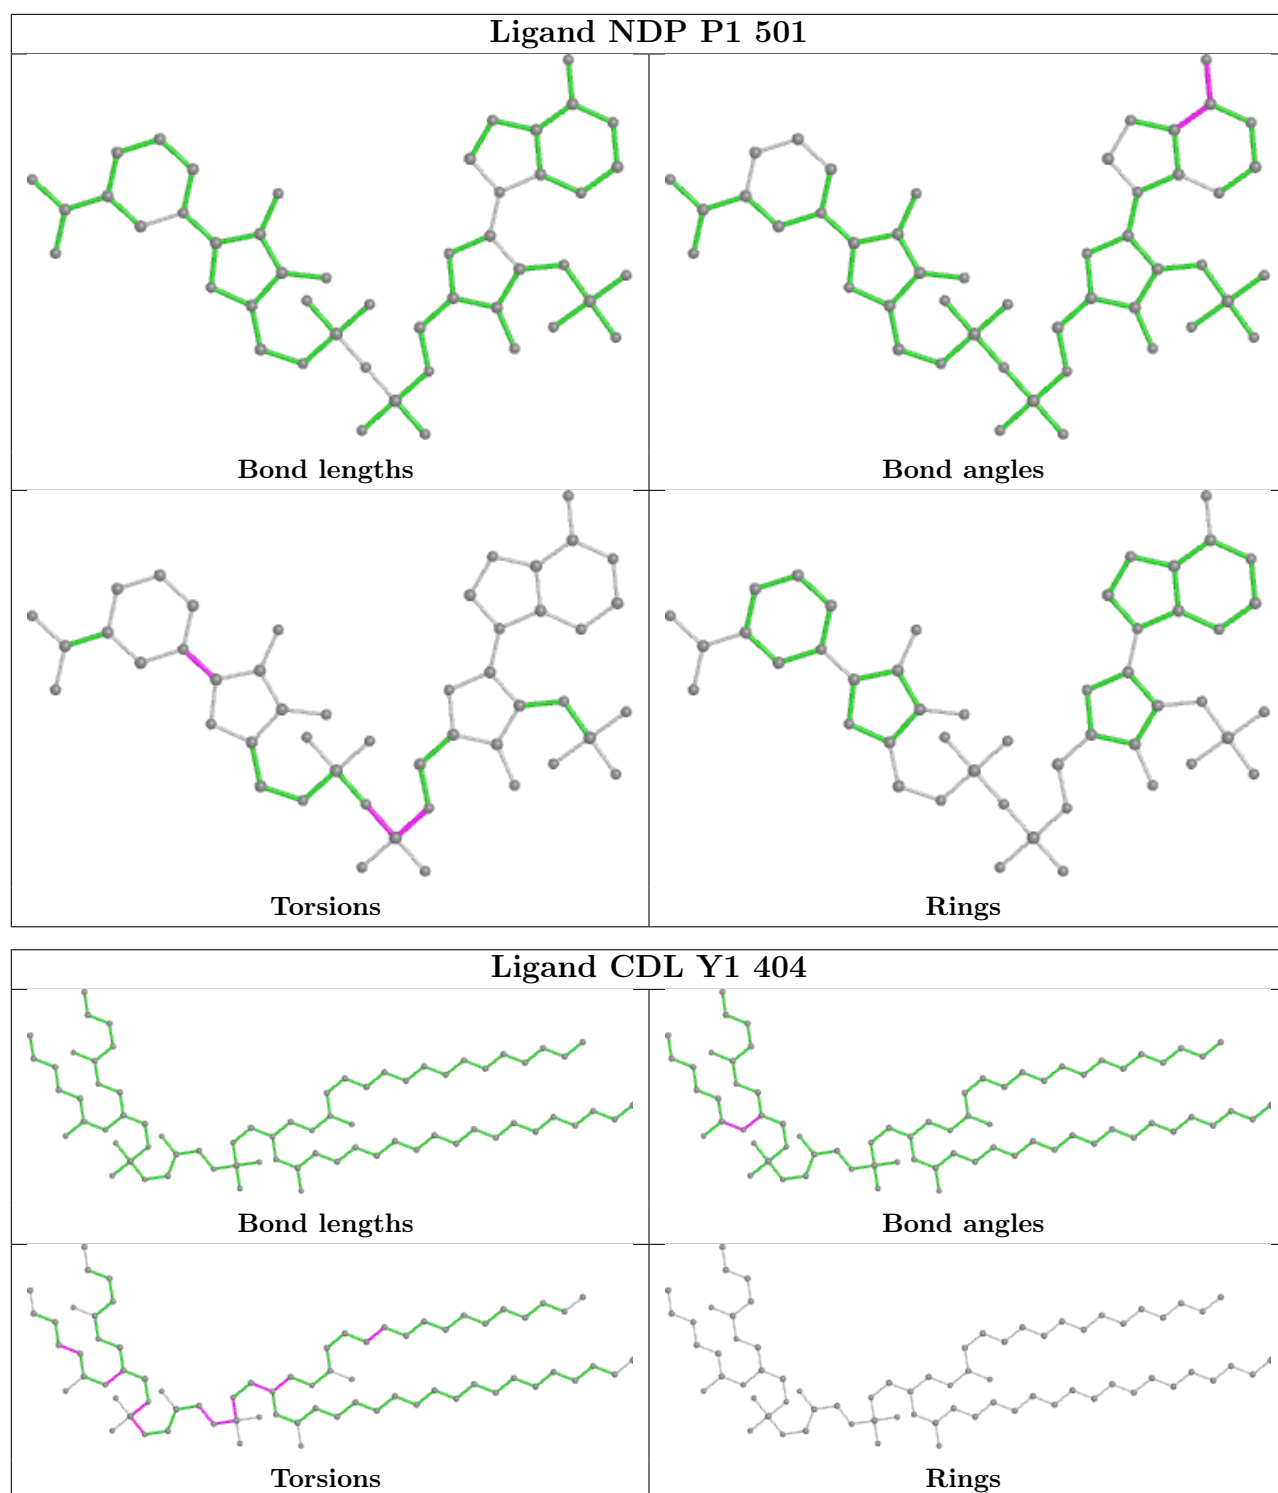 Ligand NDP P1 501
Bond lengths
Bond angles
Torsions
Rings
Ligand CDL Y1 404
Bond lengths
Bond angles
Torsions
Rings